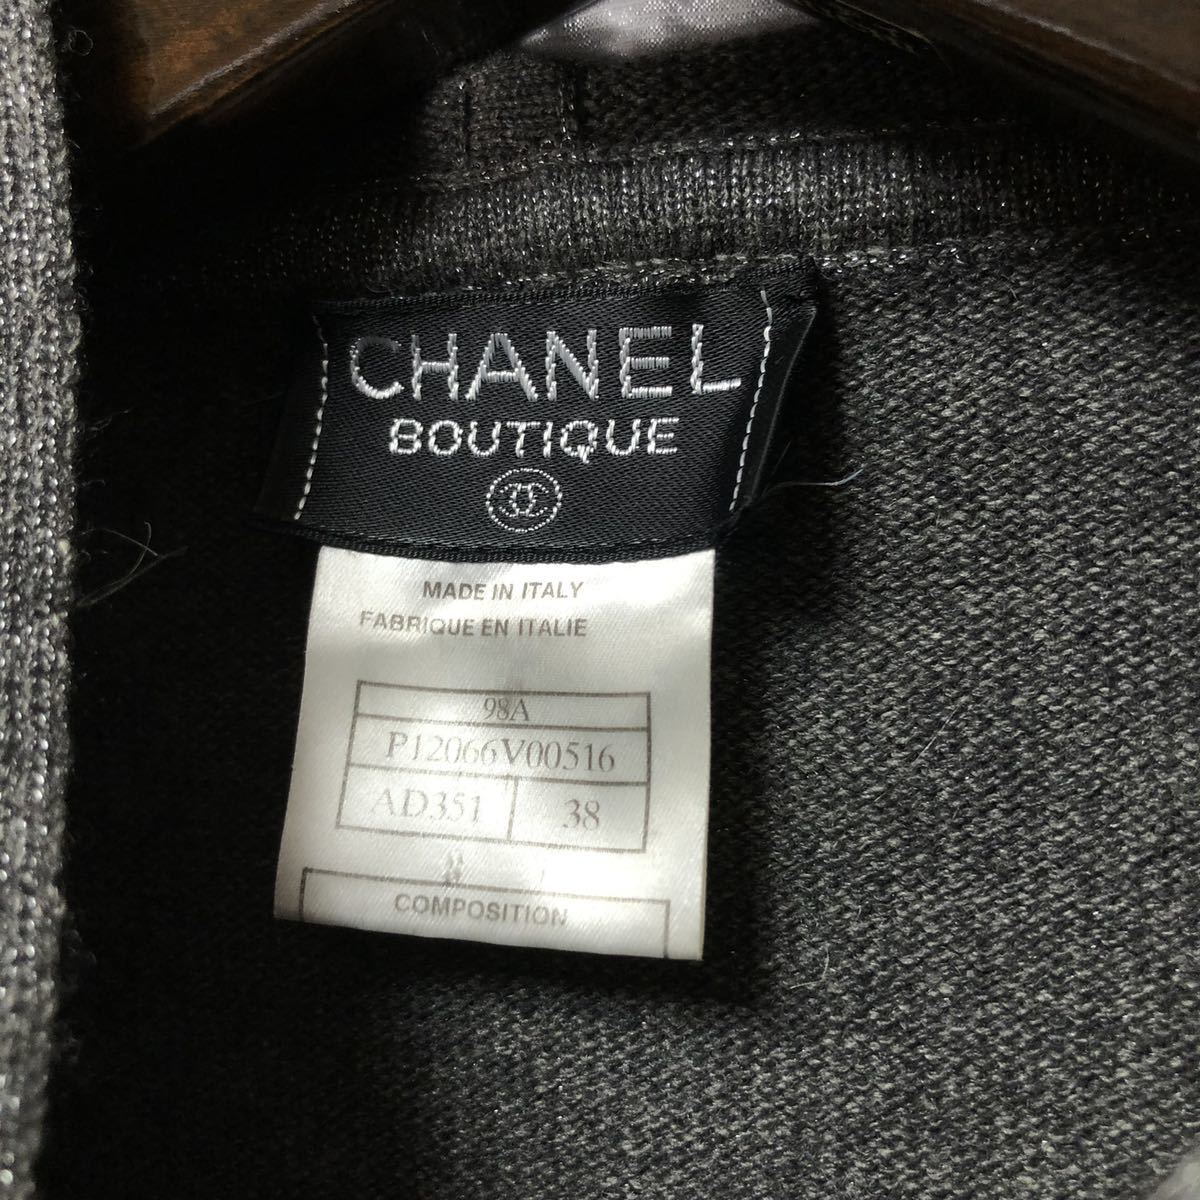 CHANEL
BOUTIQUE
MADE IN ITALY
FABRIQUE EN ITALIE
98A
P12066V00516
AD351 38
COMPOSITION